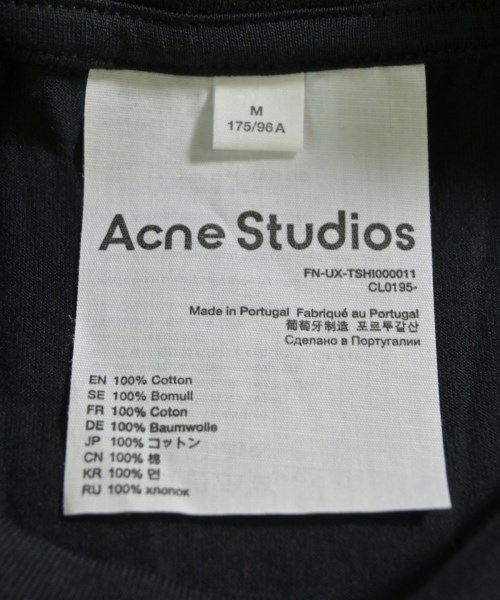 M
175/96A
Acne Studios
FN-UX-TSHI000011
CL0195-
Made in Portugal Fabriqué au Portugal
葡萄牙制造 포르투갈산
Сделано в Португалии
EN 100% Cotton
SE 100% Bomull
FR 100% Coton
DE 100% Baumwolle
JP 100% コットン
CN 100% 棉
KR 100% 면
RU 100% хлопок